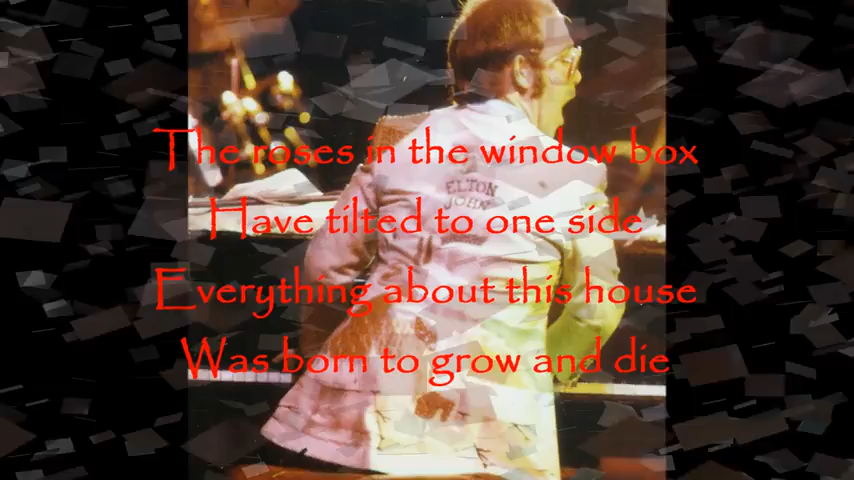 ELTON
JOHN
The roses in the window box
Have tilted to one side
Everything about this house
Was born to grow and die